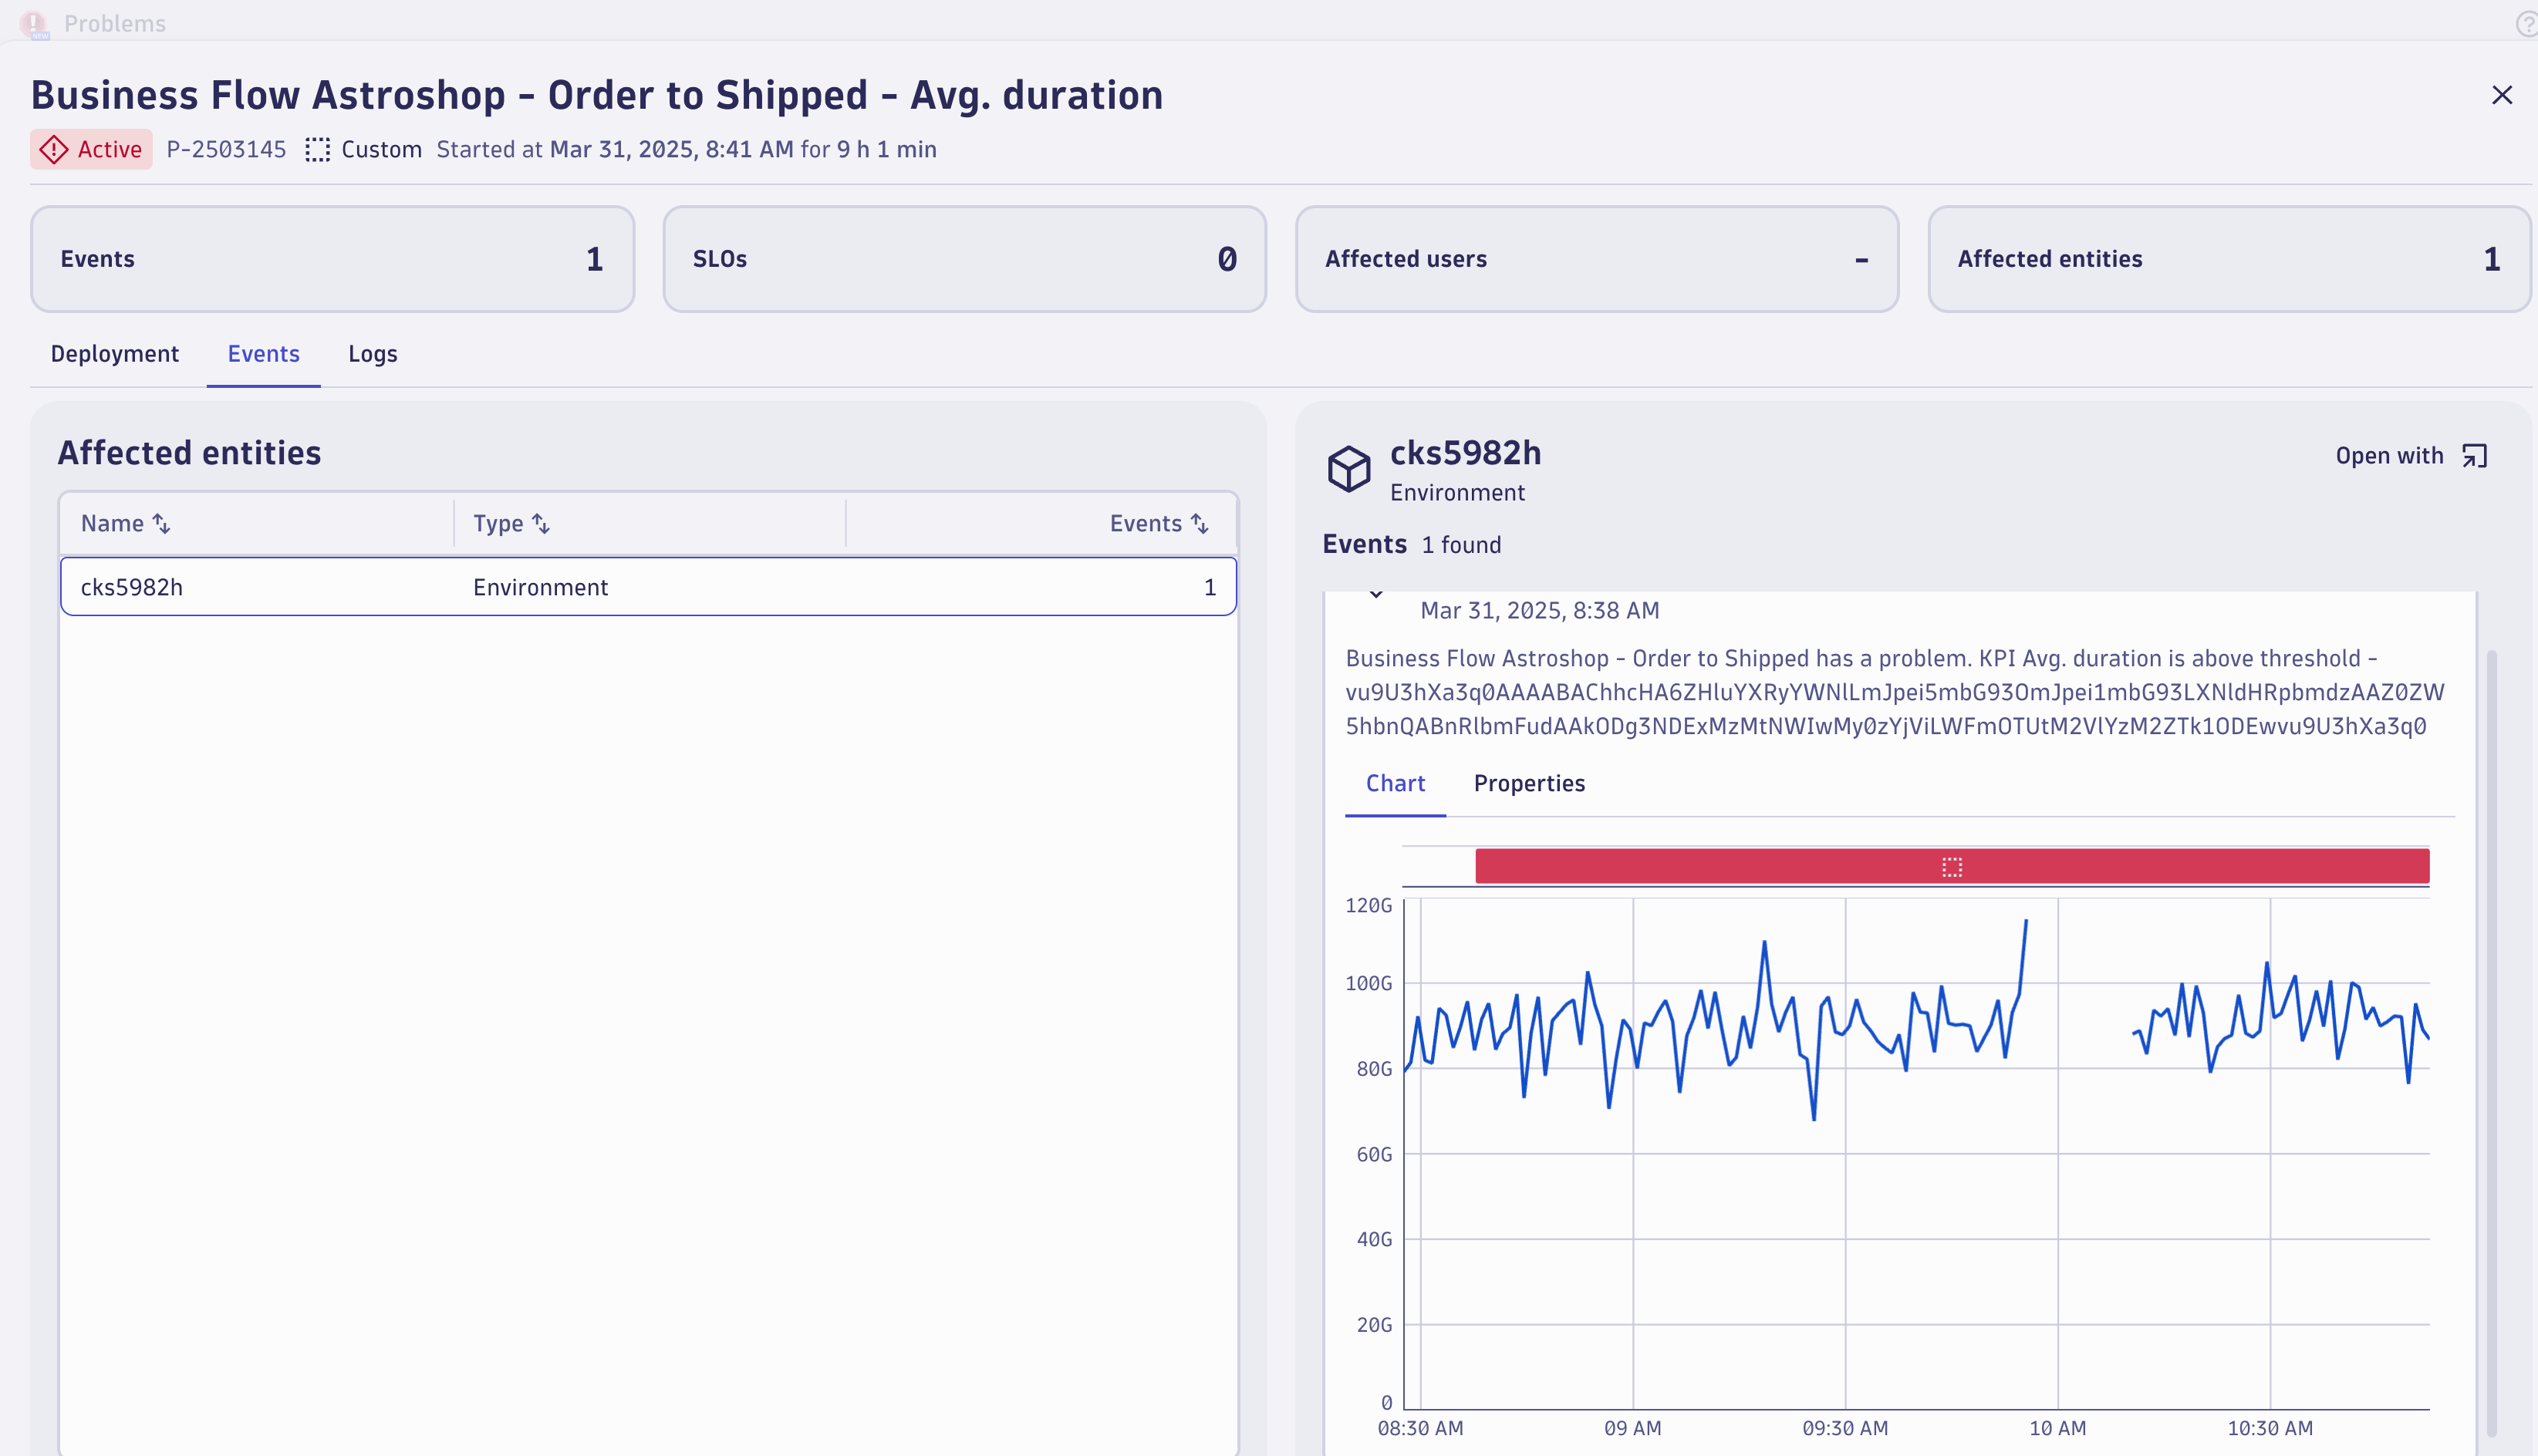 Problems
Business Flow Astroshop - Order to Shipped - Avg. duration
Active P-2503145 Custom Started at Mar 31, 2025, 8:41 AM for 9 h 1 min
Events 1
SLOs 0
Affected users -
Affected entities 1
Deployment Events Logs
Affected entities
Name Type Events
cks5982h Environment 1
cks5982h
Environment
Open with
Events 1 found
Mar 31, 2025, 8:38 AM
Business Flow Astroshop - Order to Shipped has a problem. KPI Avg. duration is above threshold -
vu9U3hXa3q0AAAABAChhcHA6ZHluYXRyYWNlLmJpei5mbG93OmJpei1mbG93LXNldHRpbmdzAAZ0ZW
5hbnQABnRlbmFudAAkODg3NDExMzMtNWIwMy0zYjViLWFmOTUtM2VlYzM2ZTk1ODEwvu9U3hXa3q0
Chart Properties
120G
100G
80G
60G
40G
20G
0
08:30 AM 09 AM 09:30 AM 10 AM 10:30 AM